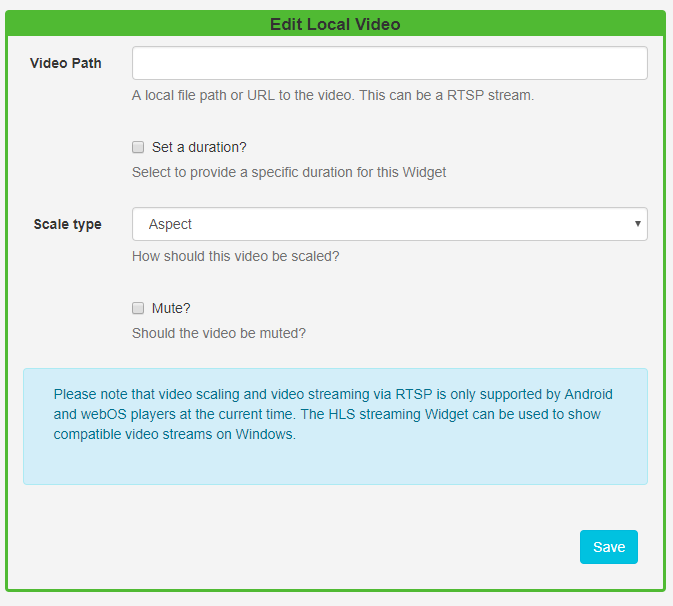 Edit Local Video
Video Path
A local file path or URL to the video. This can be a RTSP stream.
Set a duration?
Select to provide a specific duration for this Widget
Scale type
Aspect
How should this video be scaled?
Mute?
Should the video be muted?
Please note that video scaling and video streaming via RTSP is only supported by Android
and webOS players at the current time. The HLS streaming Widget can be used to show
compatible video streams on Windows.
Save